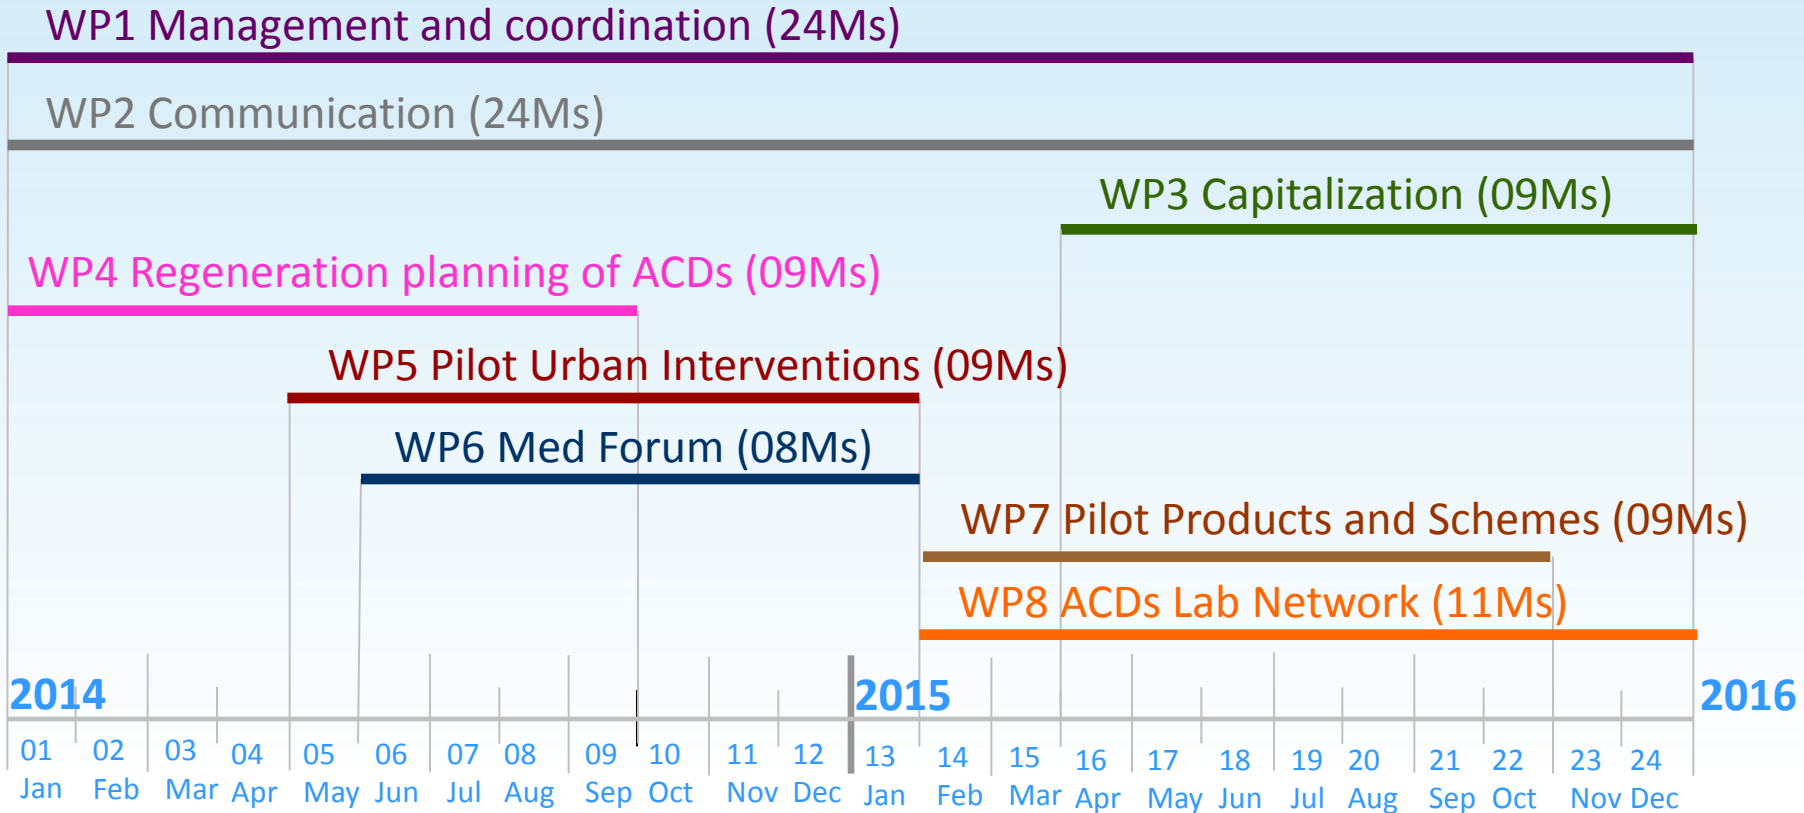 WP1 Management and coordination (24Ms)
WP2 Communication (24Ms)
WP3 Capitalization (09Ms)
WP4 Regeneration planning of ACDs (09Ms)
WP5 Pilot Urban Interventions (09Ms)
WP6 Med Forum (08Ms)
WP7 Pilot Products and Schemes (09Ms)
WP8 ACDs Lab Network (11Ms)
2014 2015 2016
01 02 03 04 05 06 07 08 09 10 11 12 13 14 15 16 17 18 19 20 21 22 23 24
Jan Feb Mar Apr May Jun Jul Aug Sep Oct Nov Dec Jan Feb Mar Apr May Jun Jul Aug Sep Oct Nov Dec